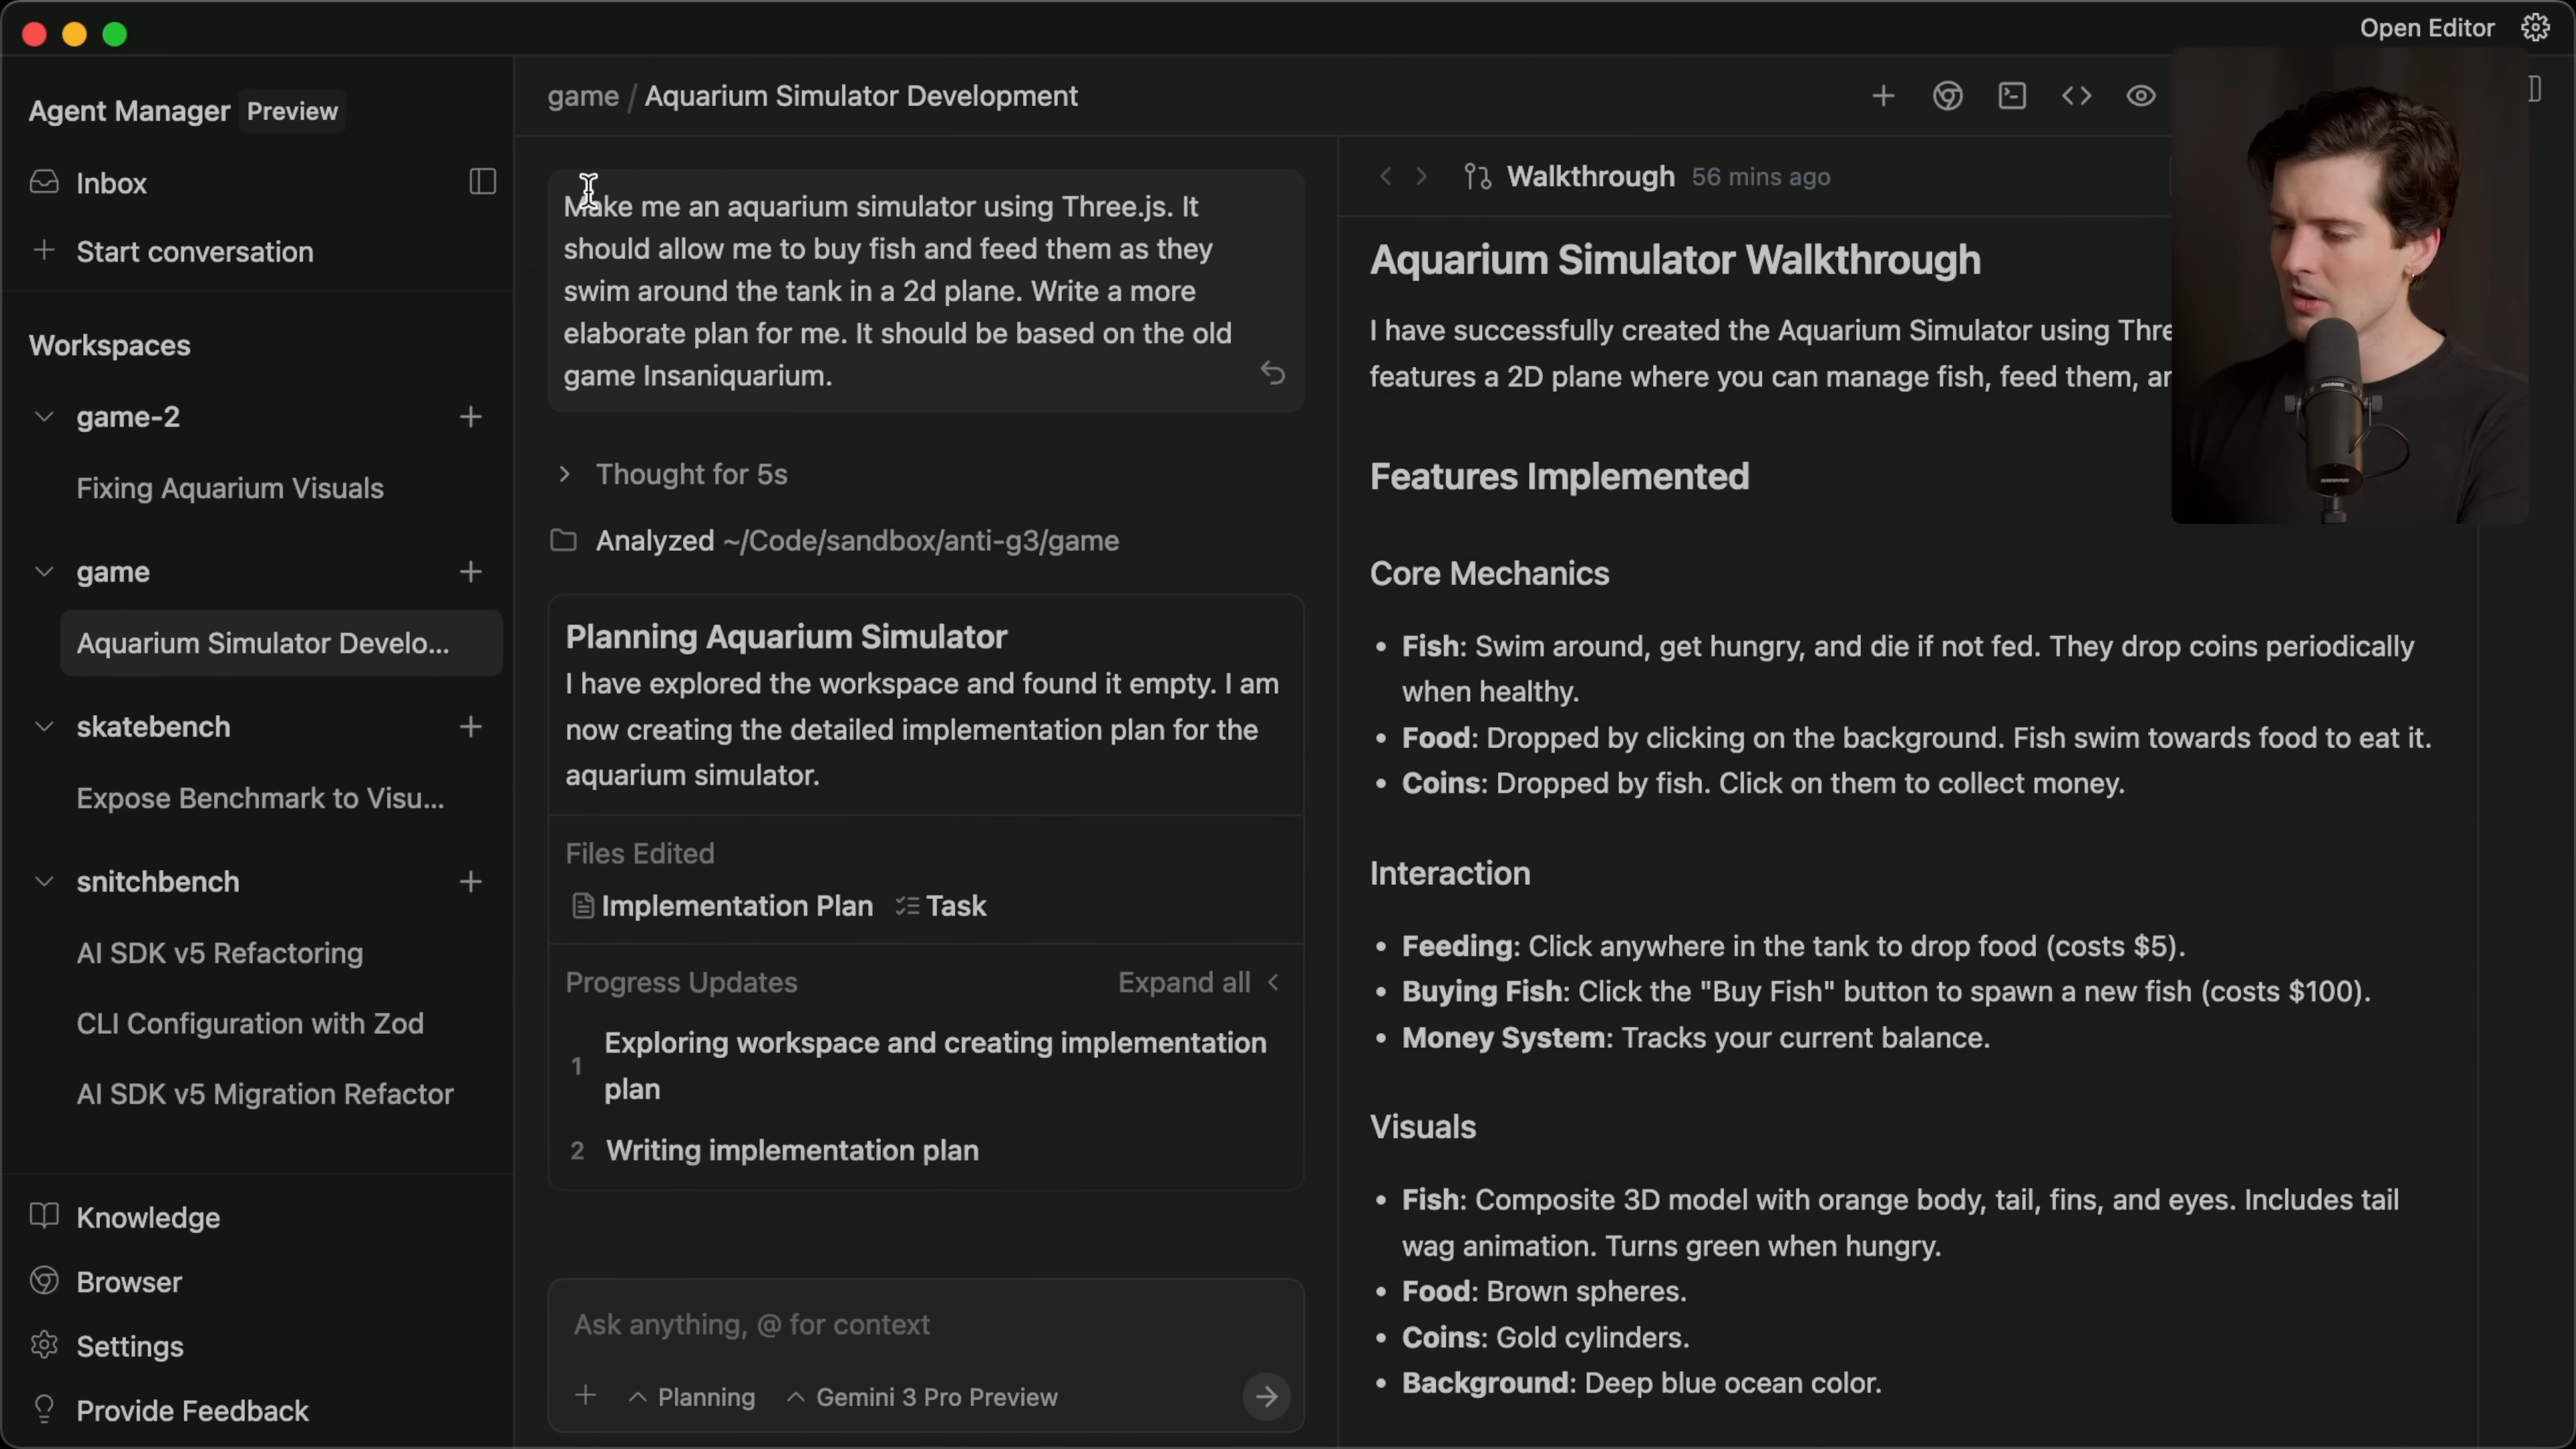 Open Editor
Agent Manager Preview
Inbox
Start conversation
Workspaces
game-2
Fixing Aquarium Visuals
game
Aquarium Simulator Develo...
skatebench
Expose Benchmark to Visu...
snitchbench
AI SDK v5 Refactoring
CLI Configuration with Zod
AI SDK v5 Migration Refactor
Knowledge
Browser
Settings
Provide Feedback
game / Aquarium Simulator Development
Make me an aquarium simulator using Three.js. It
should allow me to buy fish and feed them as they
swim around the tank in a 2d plane. Write a more
elaborate plan for me. It should be based on the old
game Insaniquarium.
Thought for 5s
Analyzed ~/Code/sandbox/anti-g3/game
Planning Aquarium Simulator
I have explored the workspace and found it empty. I am
now creating the detailed implementation plan for the
aquarium simulator.
Files Edited
Implementation Plan Task
Progress Updates Expand all
1 Exploring workspace and creating implementation
plan
2 Writing implementation plan
Ask anything, @ for context
Planning Gemini 3 Pro Preview
Walkthrough 56 mins ago
Aquarium Simulator Walkthrough
I have successfully created the Aquarium Simulator using
features a 2D plane where you can manage fish, feed them,
Features Implemented
Core Mechanics
• Fish: Swim around, get hungry, and die if not fed. They drop coins periodically
when healthy.
• Food: Dropped by clicking on the background. Fish swim towards food to eat it.
• Coins: Dropped by fish. Click on them to collect money.
Interaction
• Feeding: Click anywhere in the tank to drop food (costs $5).
• Buying Fish: Click the "Buy Fish" button to spawn a new fish (costs $100).
• Money System: Tracks your current balance.
Visuals
• Fish: Composite 3D model with orange body, tail, fins, and eyes. Includes tail
wag animation. Turns green when hungry.
• Food: Brown spheres.
• Coins: Gold cylinders.
• Background: Deep blue ocean color.